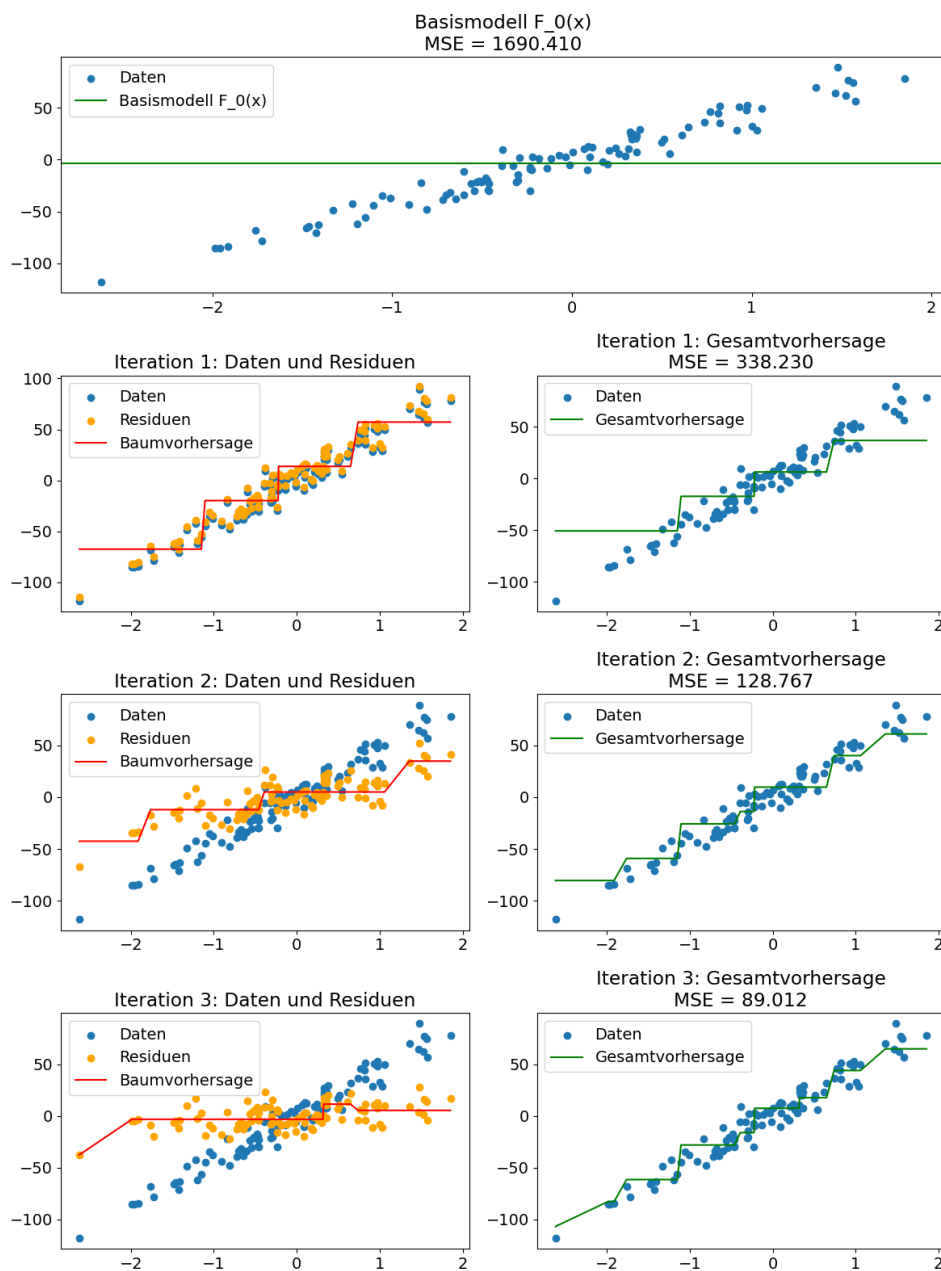 Basismodell F_0(x)
MSE = 1690.410
Daten
Basismodell F_0(x)
50
0
−50
−100
−2
−1
0
1
2
Iteration 1: Daten und Residuen
Daten
Residuen
Baumvorhersage
100
50
0
−50
−100
−2
−1
0
1
2
Iteration 1: Gesamtvorhersage
MSE = 338.230
Daten
Gesamtvorhersage
50
0
−50
−100
−2
−1
0
1
2
Iteration 2: Daten und Residuen
Daten
Residuen
Baumvorhersage
50
0
−50
−100
−2
−1
0
1
2
Iteration 2: Gesamtvorhersage
MSE = 128.767
Daten
Gesamtvorhersage
50
0
−50
−100
−2
−1
0
1
2
Iteration 3: Daten und Residuen
Daten
Residuen
Baumvorhersage
50
0
−50
−100
−2
−1
0
1
2
Iteration 3: Gesamtvorhersage
MSE = 89.012
Daten
Gesamtvorhersage
50
0
−50
−100
−2
−1
0
1
2